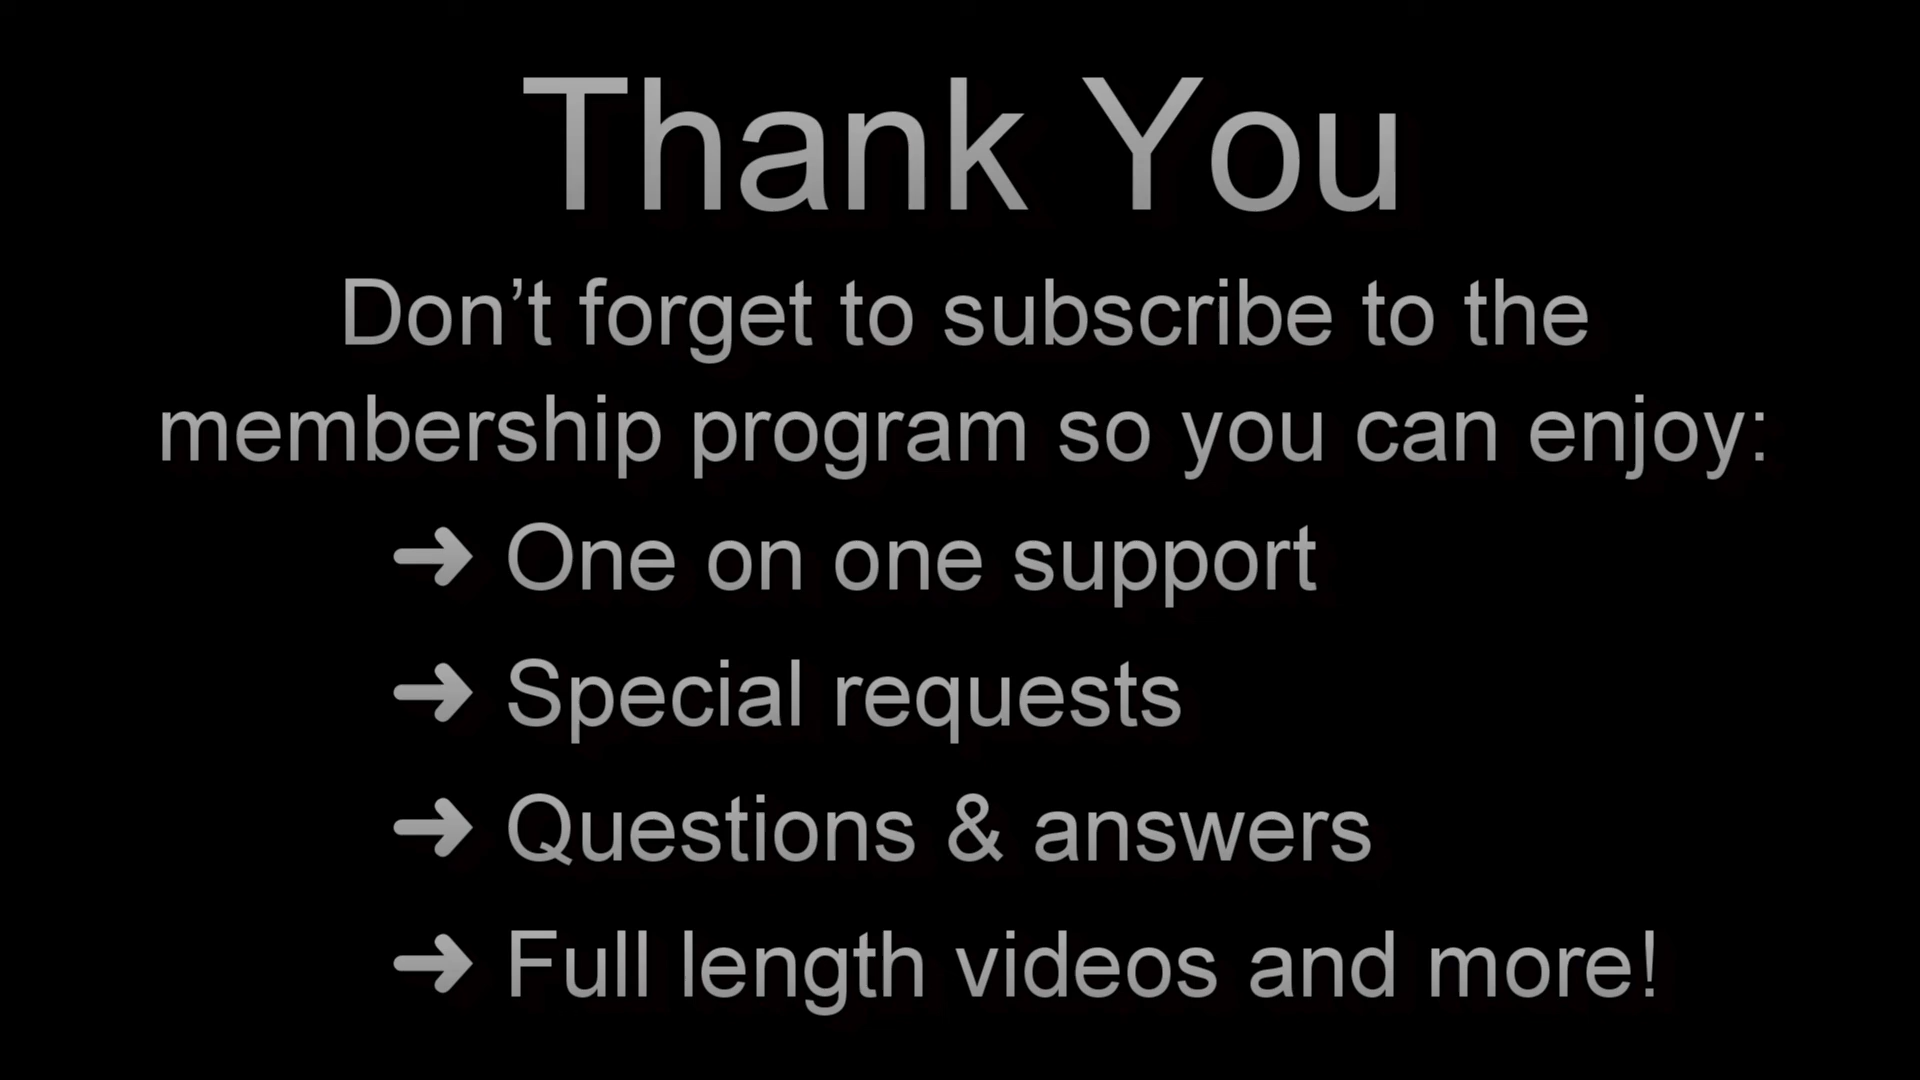 Thank You
Don’t forget to subscribe to the
membership program so you can enjoy:
➜ One on one support
➜ Special requests
➜ Questions & answers
➜ Full length videos and more!